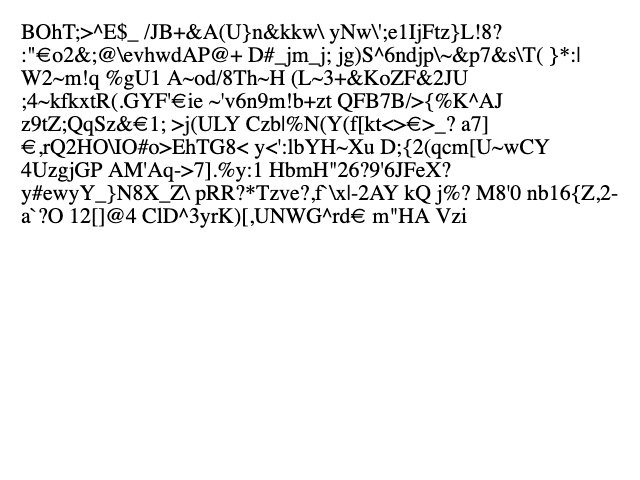 BOhT;>^E$_ /JB+&A(U}n&kkw\ yNw\';e1IjFtz}L!8?
:"€o2&;@\evhwdAP@+ D#_jm_j; jg)S^6ndjp\~&p7&s\T( }*:|
W2~m!q %gU1 A~od/8Th~H (L~3+&KoZF&2JU
;4~kfkxtR(.GYF'€ie ~'v6n9m!b+zt QFB7B/>{%K^AJ
z9tZ;QqSz&€1; >j(ULY Czbl%N(Y(f[kt<>€>_? a7]
€,rQ2HO\IO#o>EhTG8< y<':lbYH~Xu D;{2(qcm[U~wCY
4UzgjGP AM'Aq->7].%y:1 HbmH"26?9'6JFeX?
y#ewyY_}N8X_Z\ pRR?*Tzve?,f`\x|-2AY kQ j%? M8'0 nb16{Z,2-
a`?O 12[]@4 ClD^3yrK)[,UNWG^rd€ m"HA Vzi